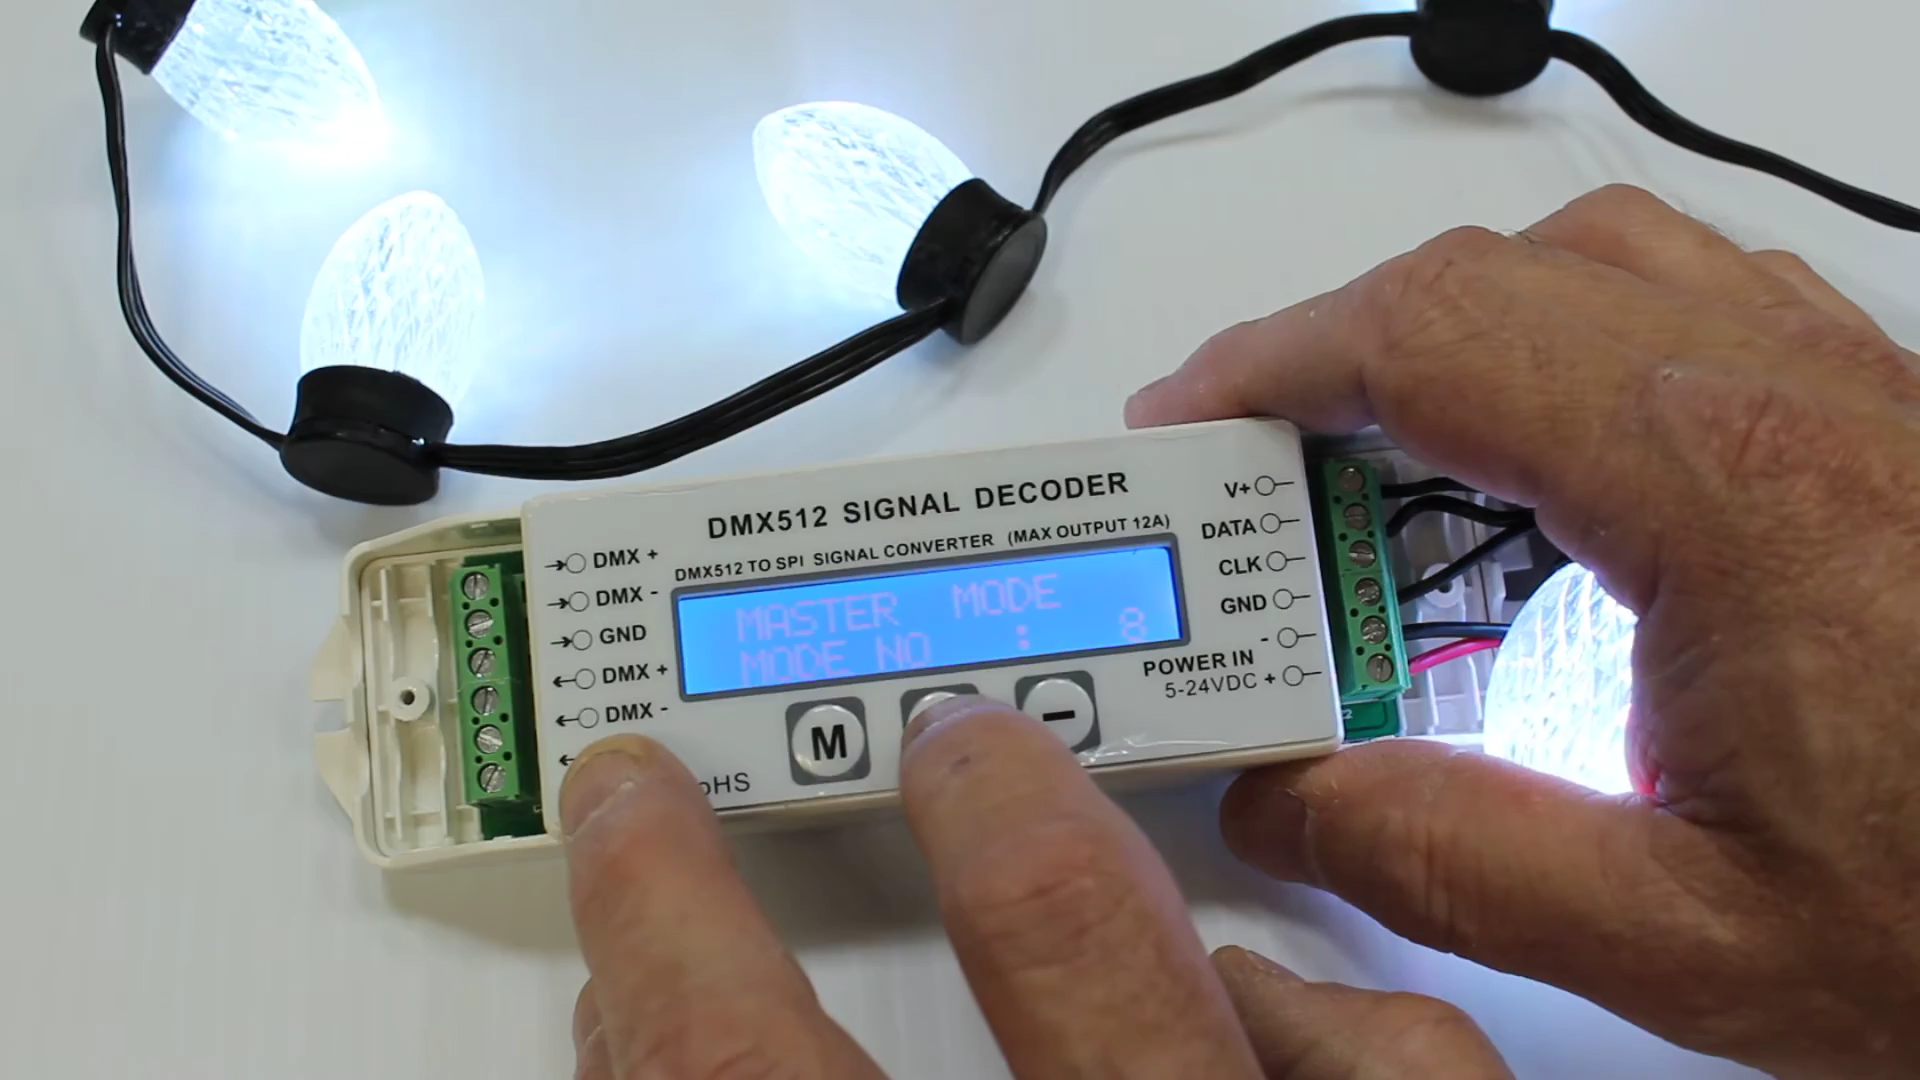 DMX512 SIGNAL DECODER
DMX512 TO SPI SIGNAL CONVERTER (MAX OUTPUT 12A)
DMX +
DMX -
GND
DMX +
DMX -
MASTER MODE
MODE NO : 8
V+
DATA
CLK
GND
-
POWER IN
5-24VDC +
M
-
2